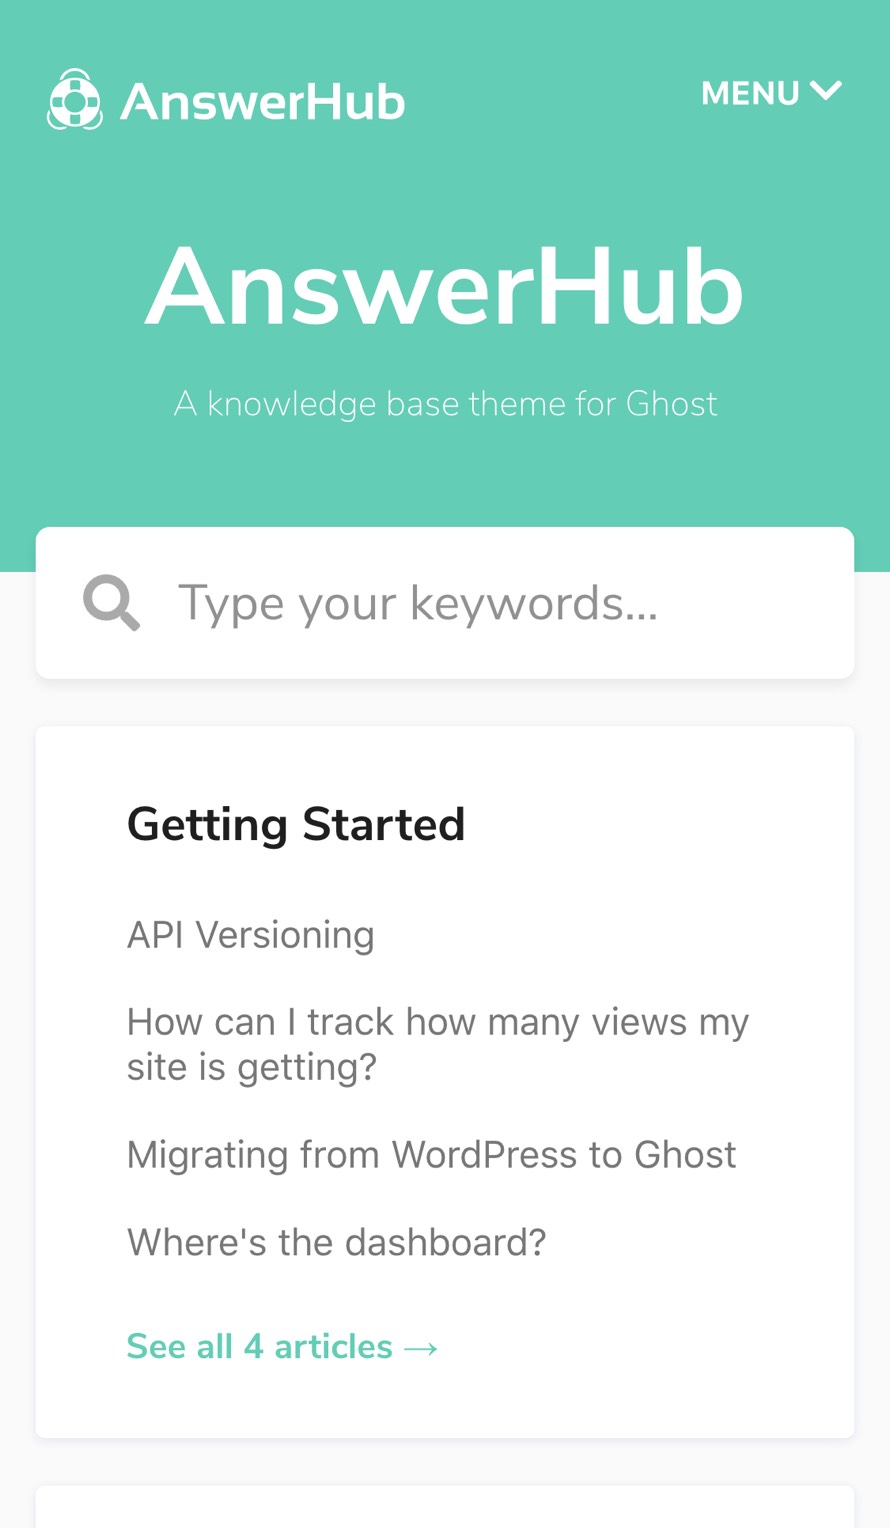 AnswerHub
MENU
AnswerHub
A knowledge base theme for Ghost
Type your keywords...
Getting Started
API Versioning
How can I track how many views my
site is getting?
Migrating from WordPress to Ghost
Where's the dashboard?
See all 4 articles →